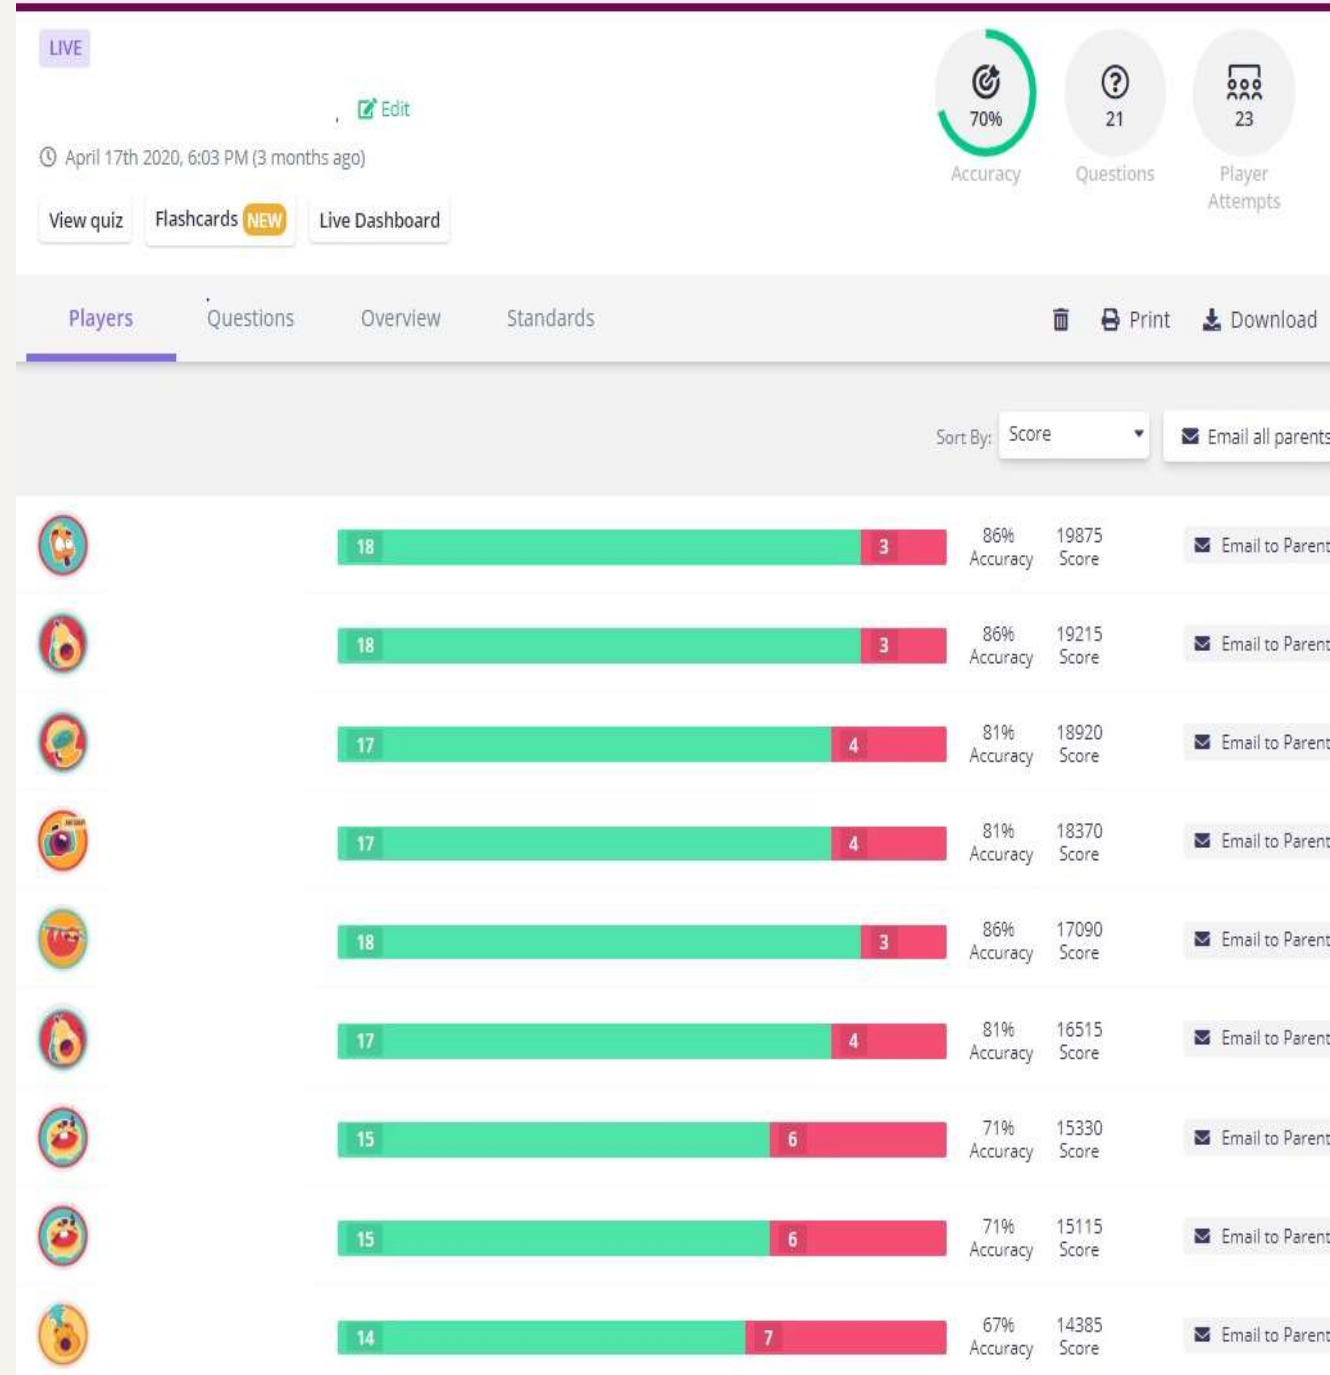 LIVE
Edit
April 17th 2020, 6:03 PM (3 months ago)
View quiz Flashcards NEW Live Dashboard
70%
Accuracy
21
Questions
23
Player
Attempts
Players Questions Overview Standards Print Download
Sort By: Score Email all parents
18 3 86% Accuracy 19875 Score Email to Parent
18 3 86% Accuracy 19215 Score Email to Parent
17 4 81% Accuracy 18920 Score Email to Parent
17 4 81% Accuracy 18370 Score Email to Parent
18 3 86% Accuracy 17090 Score Email to Parent
17 4 81% Accuracy 16515 Score Email to Parent
15 6 71% Accuracy 15330 Score Email to Parent
15 6 71% Accuracy 15115 Score Email to Parent
14 7 67% Accuracy 14385 Score Email to Parent